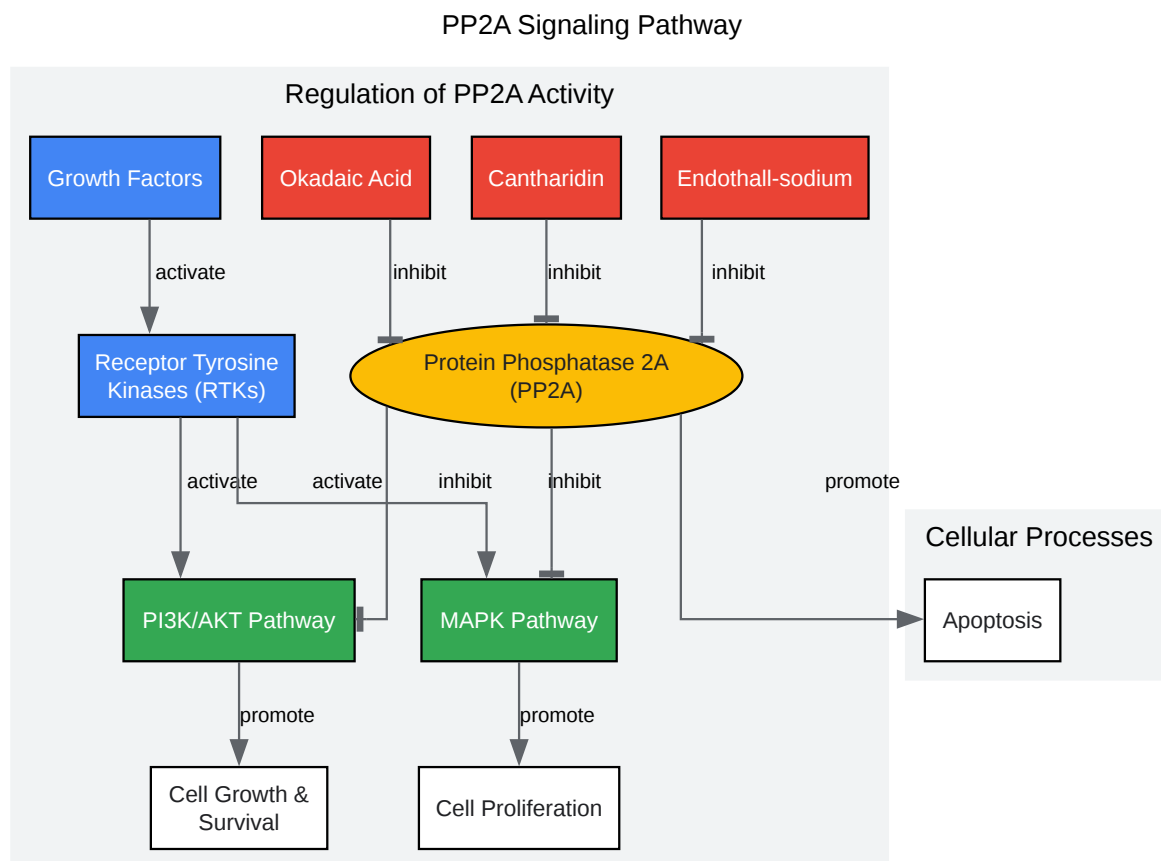 PP2A Signaling Pathway
Regulation of PP2A Activity
Growth Factors
Okadaic Acid
Cantharidin
Endothall-sodium
activate
inhibit
inhibit
inhibit
Receptor Tyrosine
Kinases (RTKs)
Protein Phosphatase 2A
(PP2A)
activate
activate
inhibit
inhibit
promote
Cellular Processes
PI3K/AKT Pathway
MAPK Pathway
Apoptosis
promote
promote
Cell Growth &
Survival
Cell Proliferation